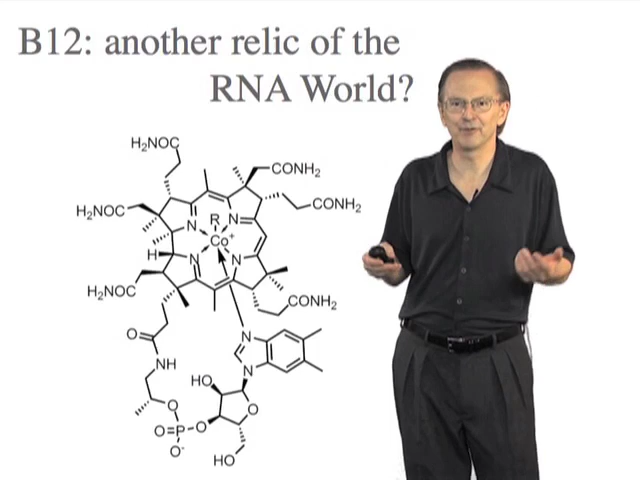 B12: another relic of the
RNA World?
H₂NOC
CONH₂
H₂NOC
CONH₂
R
N
N
Co⁺
H
N
N
H₂NOC
CONH₂
O
N
NH
N
HO
O
O
O=P-O
O⁻
HO